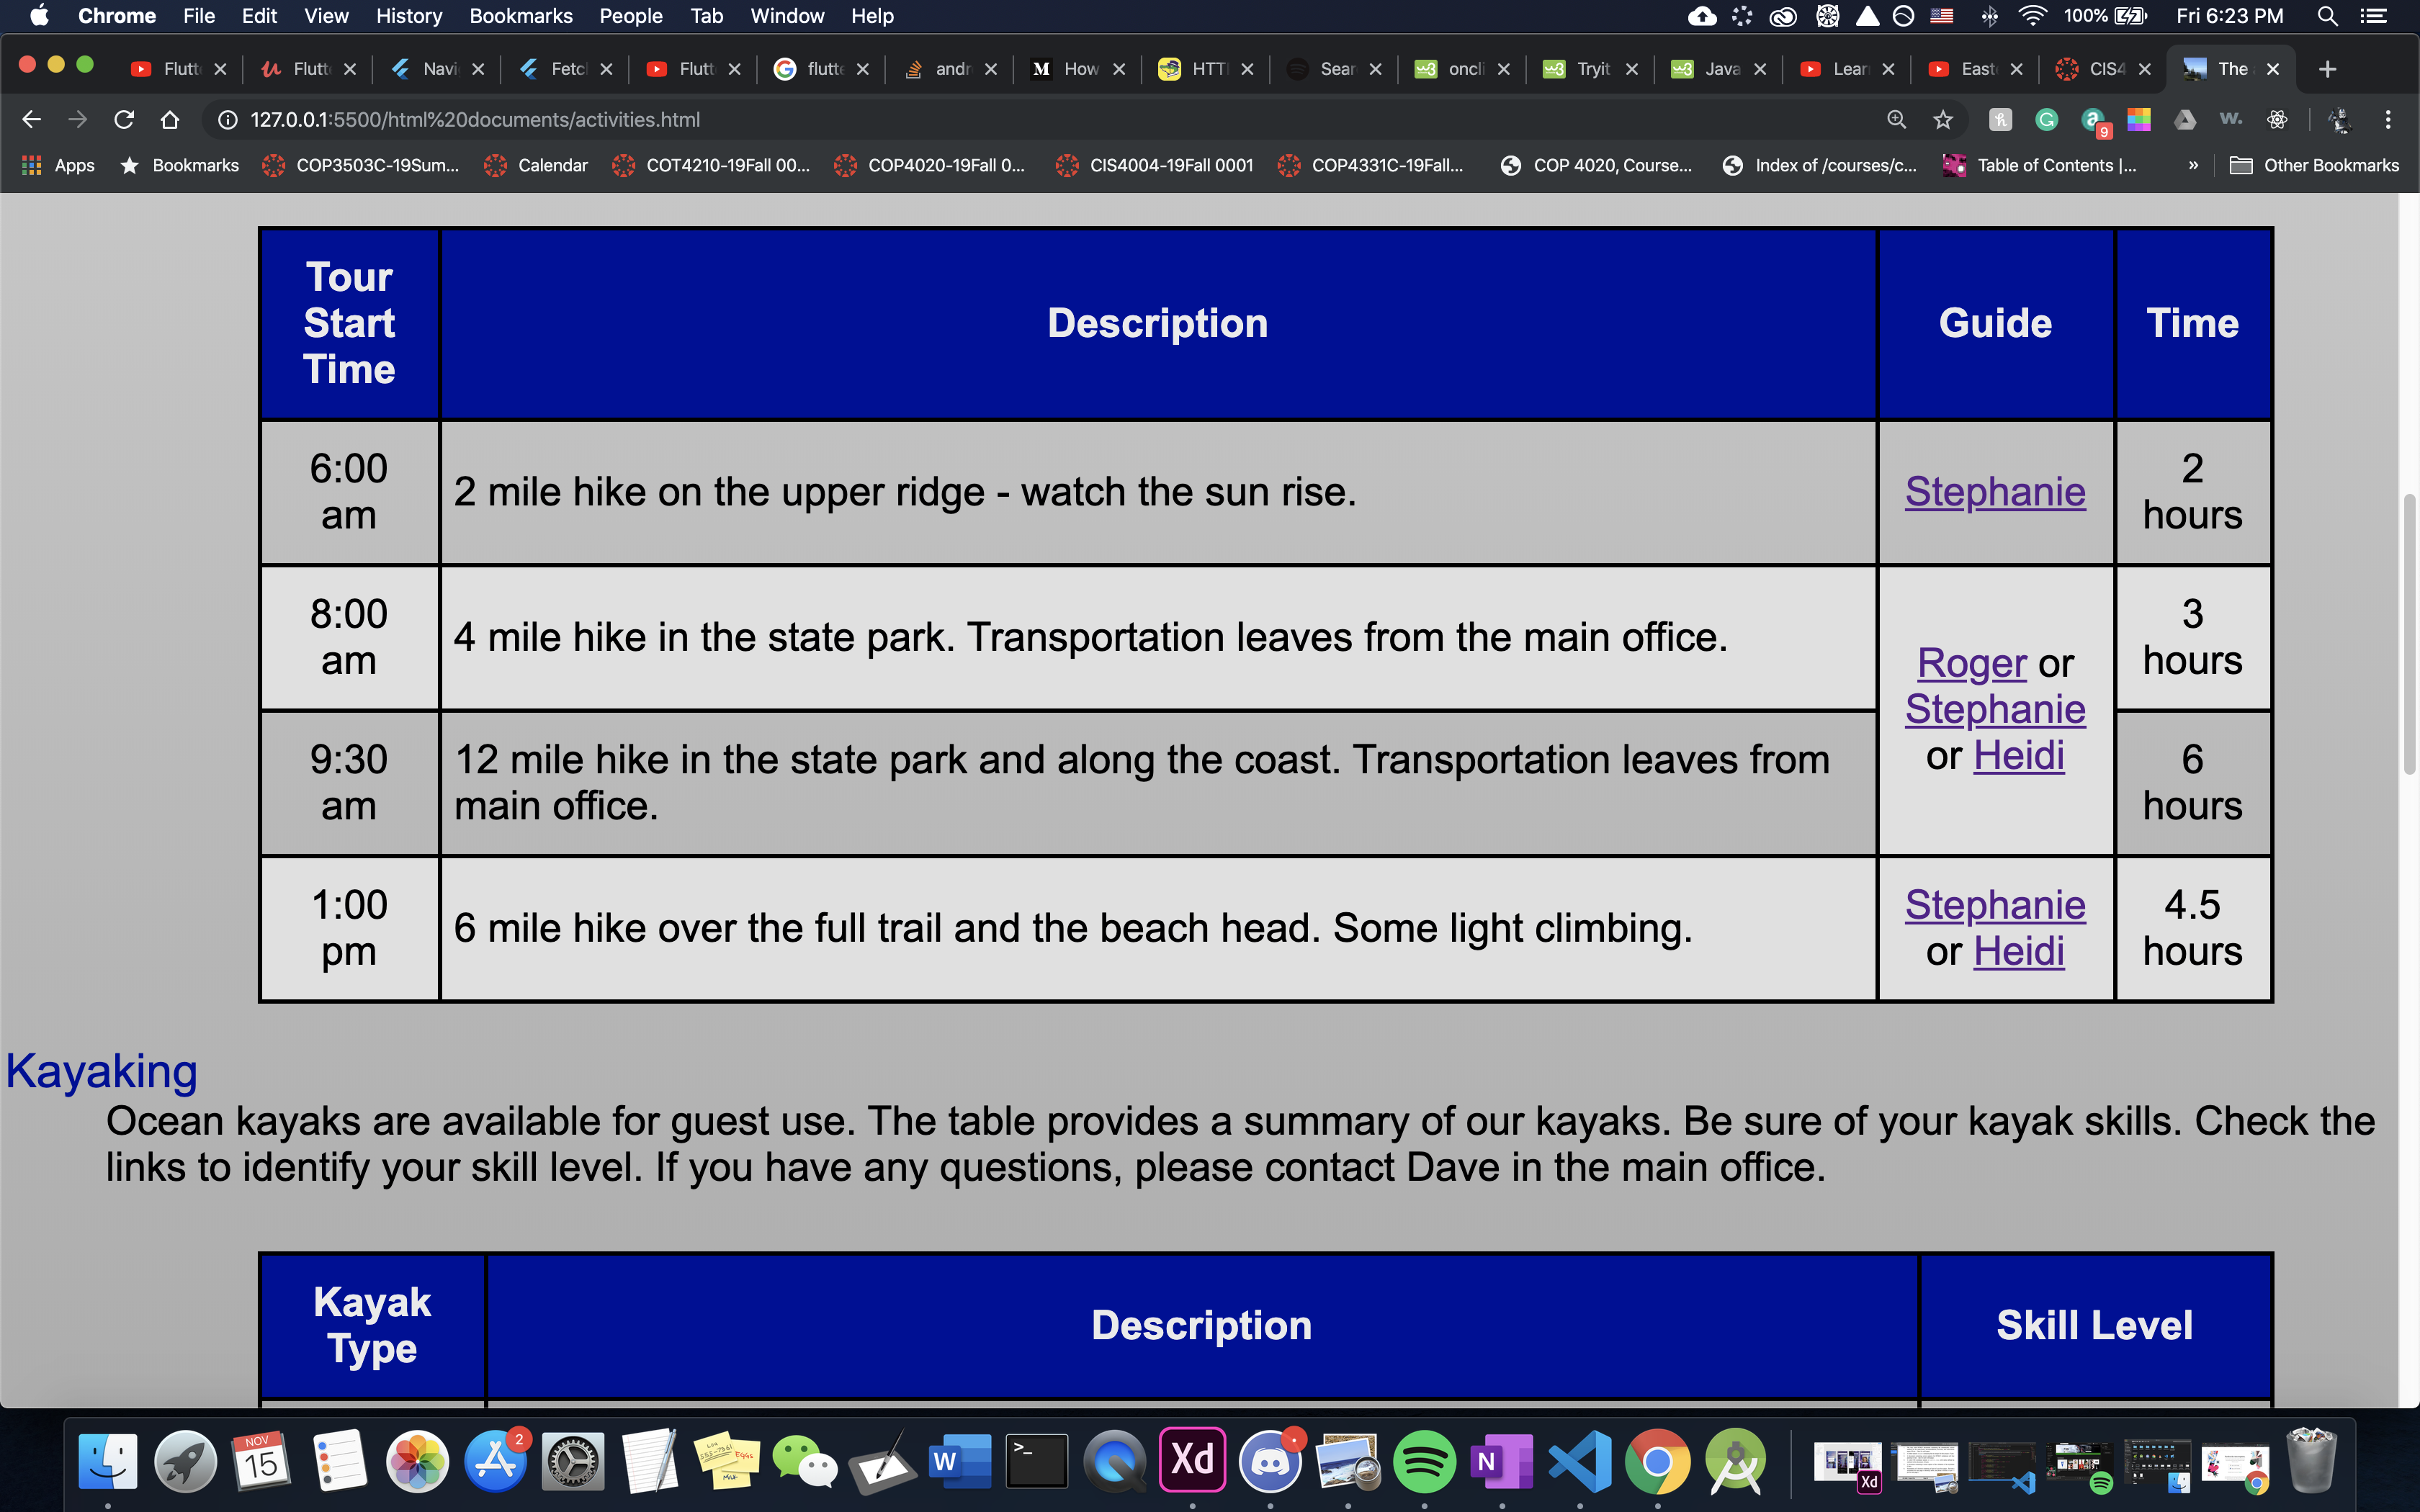 Chrome File Edit View History Bookmarks People Tab Window Help 100% Fri 6:23 PM
Flutt Flutt Navi Fetcl Flutt flutte andr M How HTTI Sear oncli Tryit Java Lear East CIS4 The
127.0.0.1:5500/html%20documents/activities.html 9
Apps Bookmarks COP3503C-19Sum... Calendar COT4210-19Fall 00... COP4020-19Fall 0... CIS4004-19Fall 0001 COP4331C-19Fall... COP 4020, Course... Index of /courses/c... Table of Contents |... » Other Bookmarks
Tour
Start
Time
Description
Guide
Time
6:00
am
2 mile hike on the upper ridge - watch the sun rise.
Stephanie
2
hours
8:00
am
4 mile hike in the state park. Transportation leaves from the main office.
Roger or
Stephanie
or Heidi
3
hours
9:30
am
12 mile hike in the state park and along the coast. Transportation leaves from
main office.
6
hours
1:00
pm
6 mile hike over the full trail and the beach head. Some light climbing.
Stephanie
or Heidi
4.5
hours
Kayaking
Ocean kayaks are available for guest use. The table provides a summary of our kayaks. Be sure of your kayak skills. Check the
links to identify your skill level. If you have any questions, please contact Dave in the main office.
Kayak
Type
Description
Skill Level
NOV
15
2
W
Xd
N
Xd